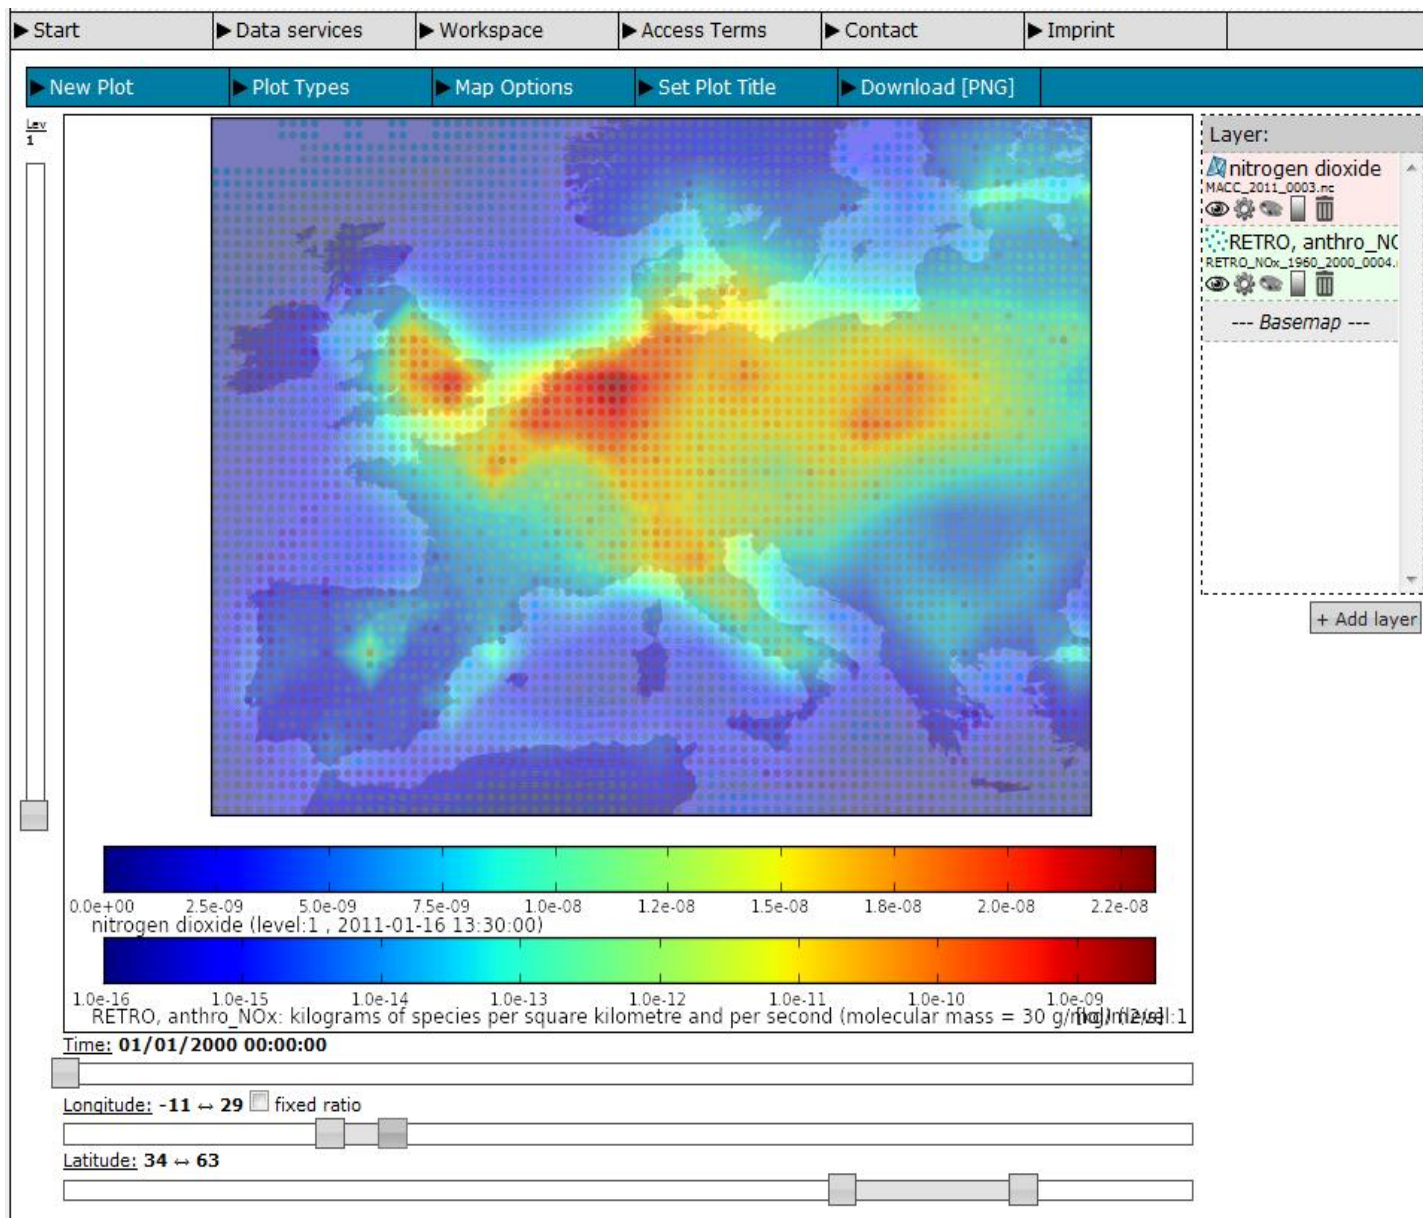 Start Data services Workspace Access Terms Contact Imprint
New Plot Plot Types Map Options Set Plot Title Download [PNG]
Lev
1
Layer:
nitrogen dioxide
MACC_2011_0003.nc
RETRO, anthro_NO
RETRO_NOx_1960_2000_0004.
--- Basemap ---
+ Add layer
0.0e+00 2.5e-09 5.0e-09 7.5e-09 1.0e-08 1.2e-08 1.5e-08 1.8e-08 2.0e-08 2.2e-08
nitrogen dioxide (level:1 , 2011-01-16 13:30:00)
1.0e-16 1.0e-15 1.0e-14 1.0e-13 1.0e-12 1.0e-11 1.0e-10 1.0e-09
RETRO, anthro_NOx: kilograms of species per square kilometre and per second (molecular mass = 30
Time: 01/01/2000 00:00:00
Longitude: -11 ↔ 29 fixed ratio
Latitude: 34 ↔ 63